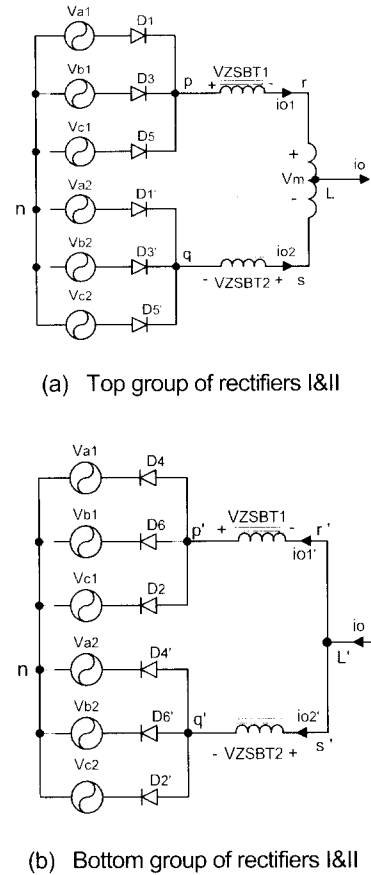 Va1 D1
VZSBT1
p + - r
Vb1 D3
io1
Vc1 D5
+
Vm
io
L
-
n
Va2 D1'
Vb2 D3'
q
io2
- VZSBT2 + s
Vc2 D5'
(a) Top group of rectifiers I&II
Va1 D4
VZSBT1
p' + - r'
Vb1 D6
io1'
Vc1 D2
io
L'
n
Va2 D4'
Vb2 D6'
q'
io2'
- VZSBT2 + s'
Vc2 D2'
(b) Bottom group of rectifiers I&II